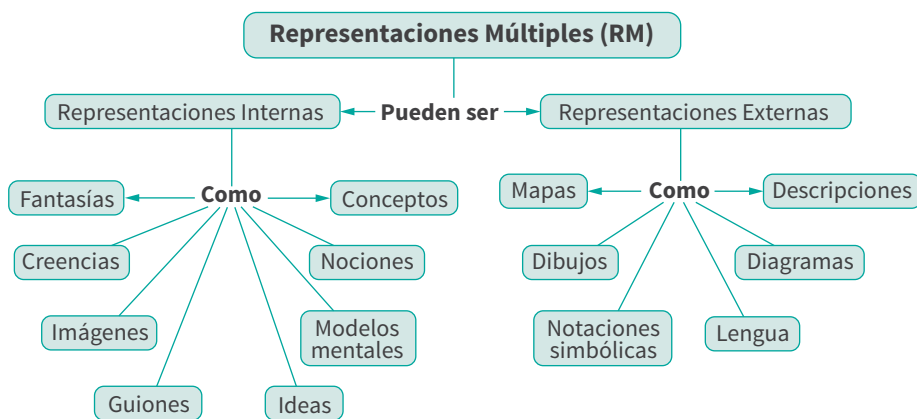 Representaciones Múltiples (RM)
Representaciones Internas
Pueden ser
Representaciones Externas
Fantasías
Como
Conceptos
Creencias
Nociones
Imágenes
Modelos
mentales
Guiones
Ideas
Mapas
Como
Descripciones
Dibujos
Diagramas
Notaciones
simbólicas
Lengua